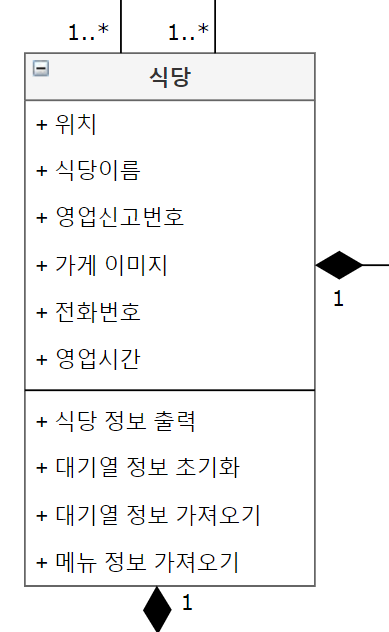 1..* 1..*
식당
+ 위치
+ 식당이름
+ 영업신고번호
+ 가게 이미지
1
+ 전화번호
+ 영업시간
+ 식당 정보 출력
+ 대기열 정보 초기화
+ 대기열 정보 가져오기
+ 메뉴 정보 가져오기
1